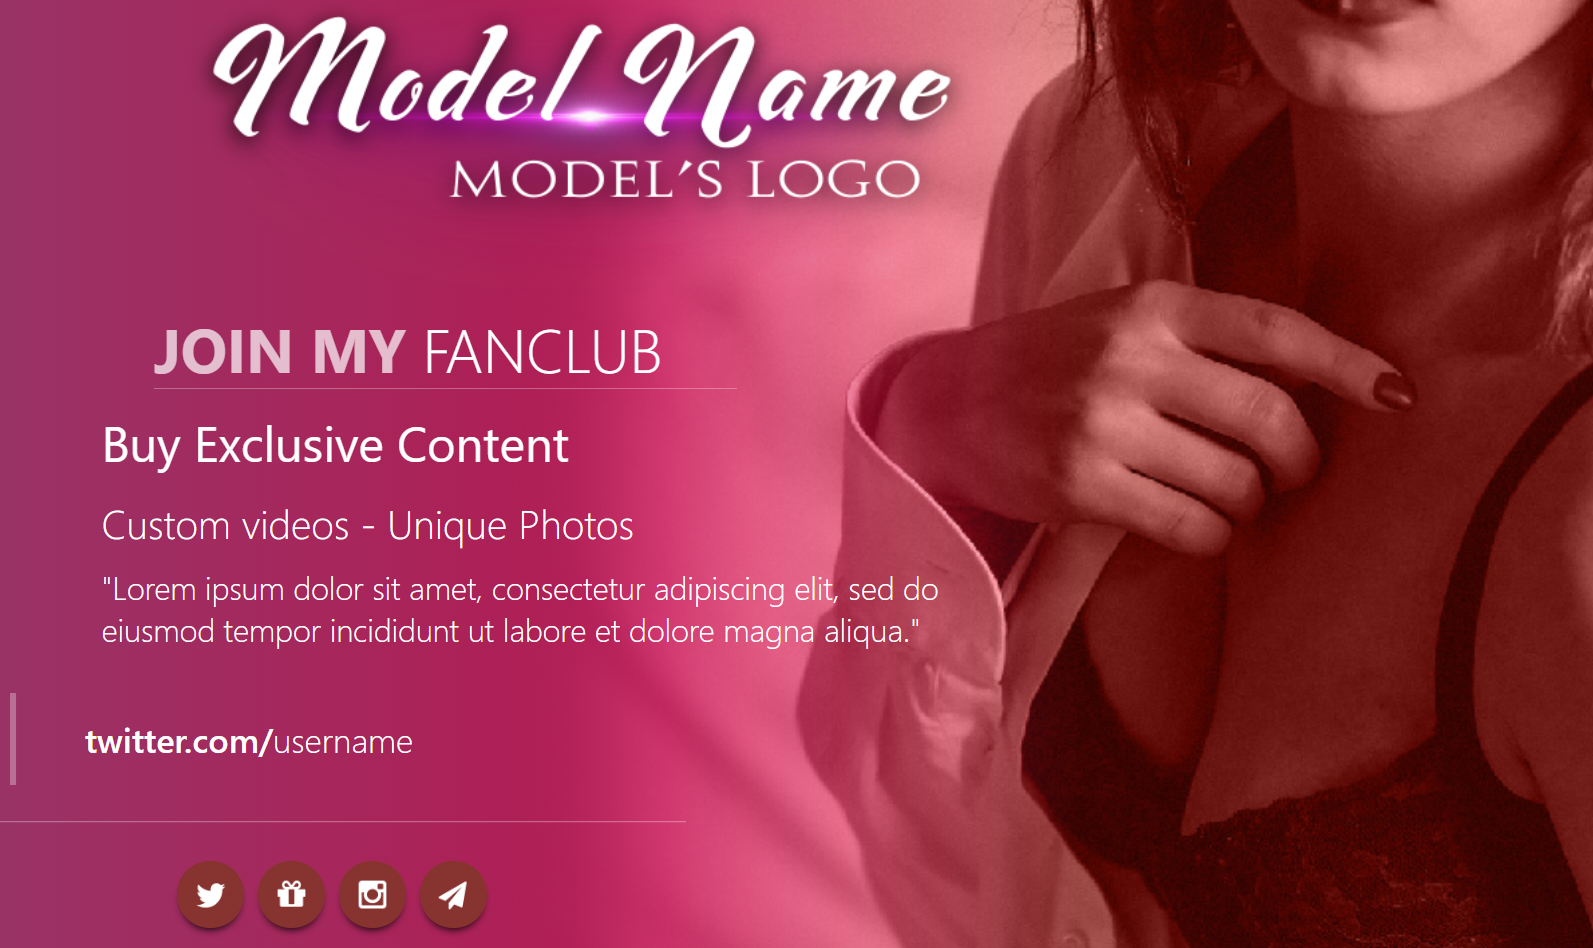 Model Name
MODEL'S LOGO
JOIN MY FANCLUB
Buy Exclusive Content
Custom videos - Unique Photos
"Lorem ipsum dolor sit amet, consectetur adipiscing elit, sed do
eiusmod tempor incididunt ut labore et dolore magna aliqua."
twitter.com/username